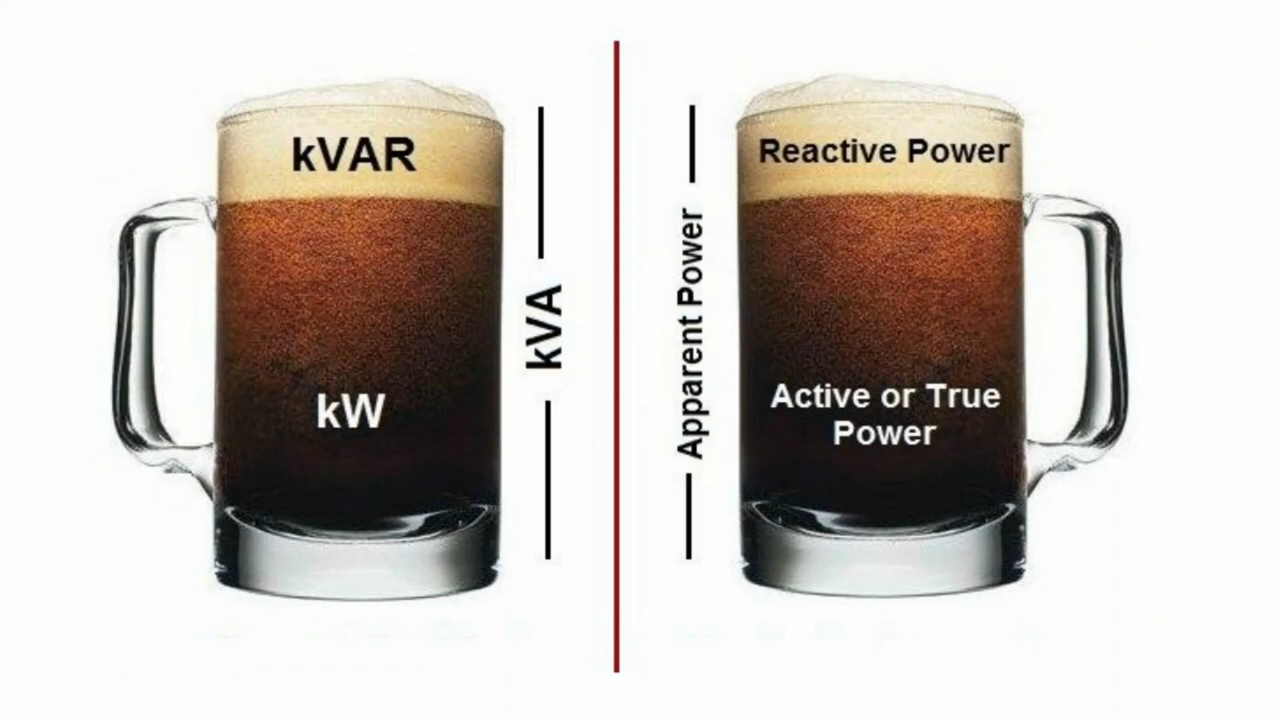 kVAR
kW
kVA
Reactive Power
Apparent Power
Active or True
Power